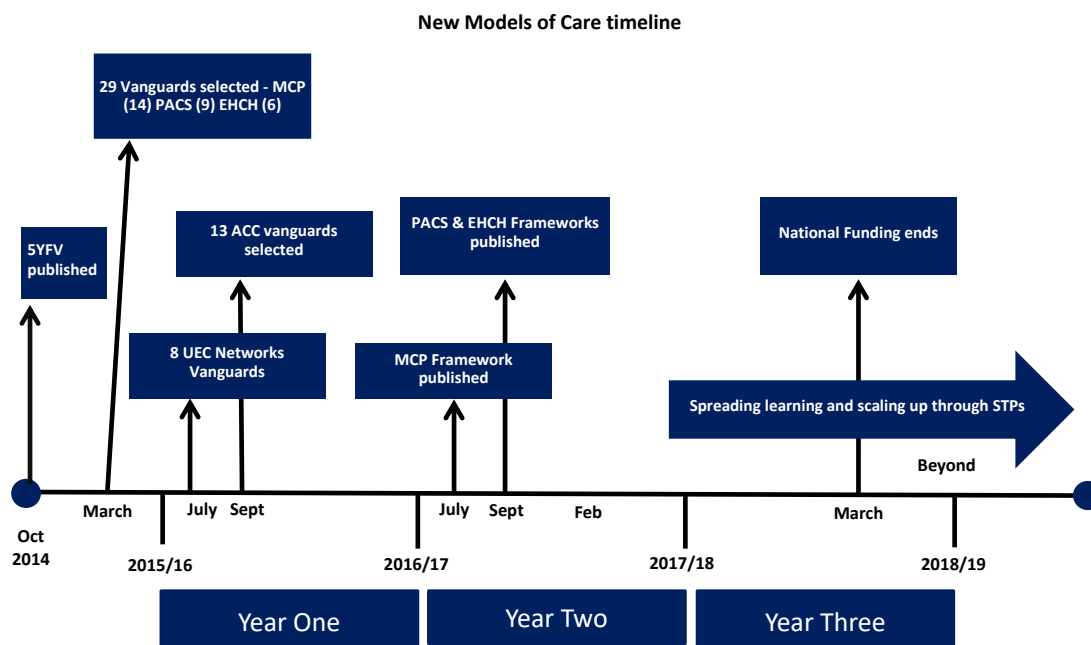 New Models of Care timeline
29 Vanguards selected - MCP
(14) PACS (9) EHCH (6)
5YFV
published
13 ACC vanguards
selected
PACS & EHCH Frameworks
published
National Funding ends
8 UEC Networks
Vanguards
MCP Framework
published
Spreading learning and scaling up through STPs
Beyond
Oct
2014
March
July
Sept
July
Sept
Feb
March
2015/16
2016/17
2017/18
2018/19
Year One
Year Two
Year Three